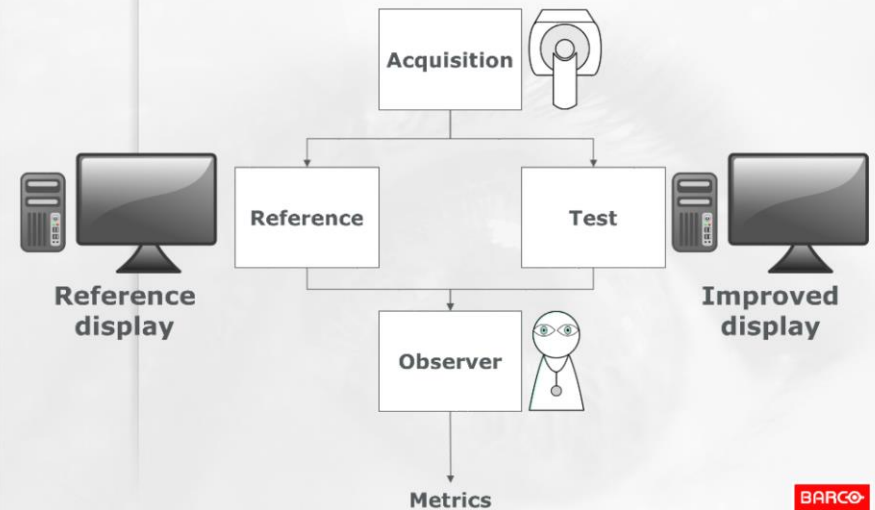 Acquisition
Reference
Test
Reference
display
Improved
display
Observer
Metrics
BARCO